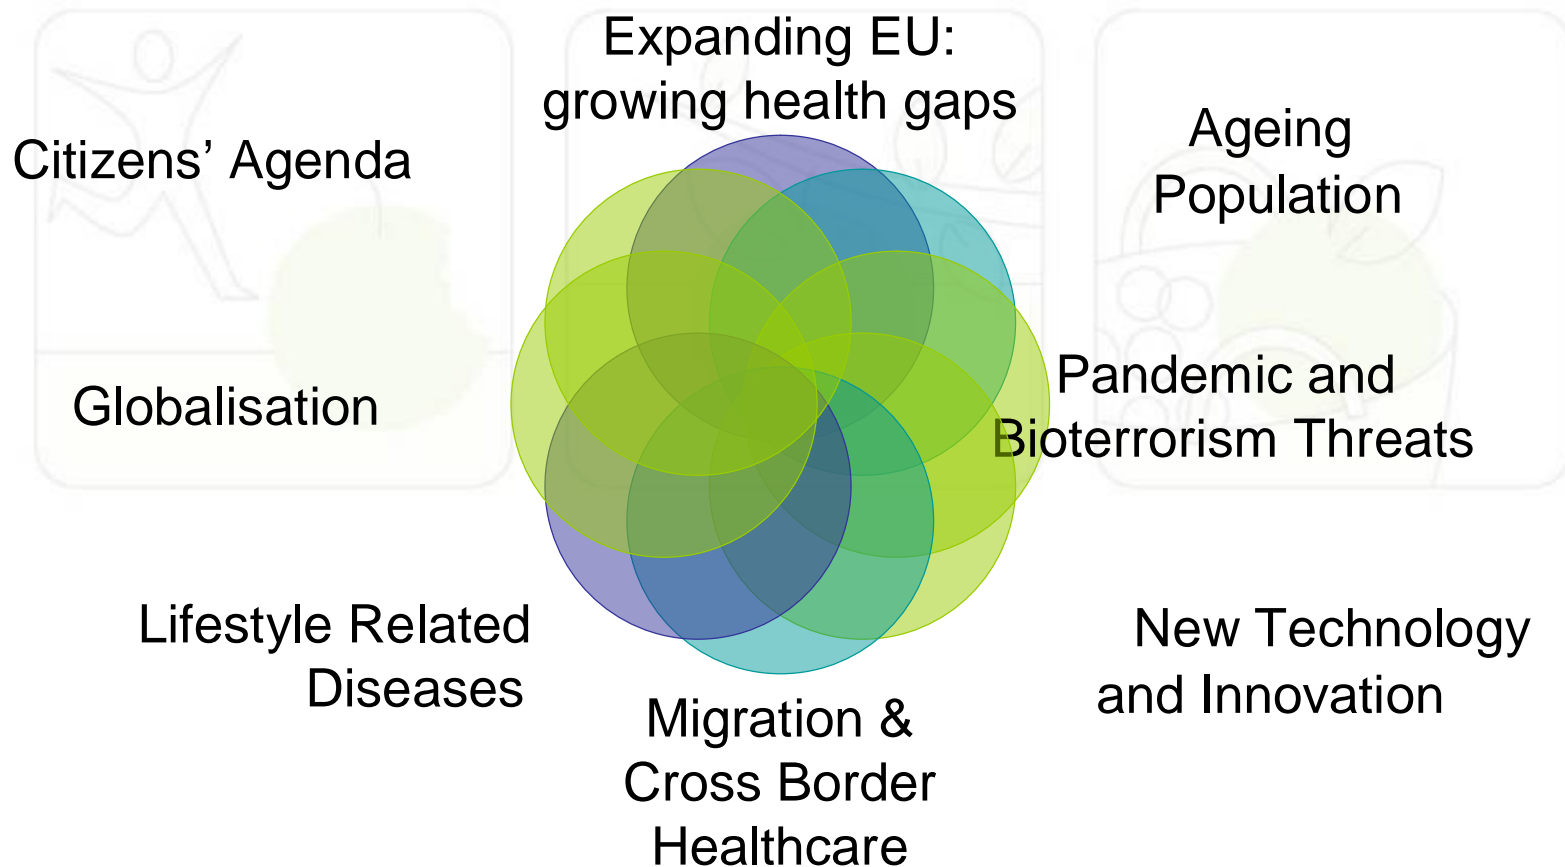 Expanding EU:
growing health gaps
Ageing
Population
Pandemic and
Bioterrorism Threats
New Technology
and Innovation
Migration &
Cross Border
Healthcare
Lifestyle Related
Diseases
Globalisation
Citizens’ Agenda